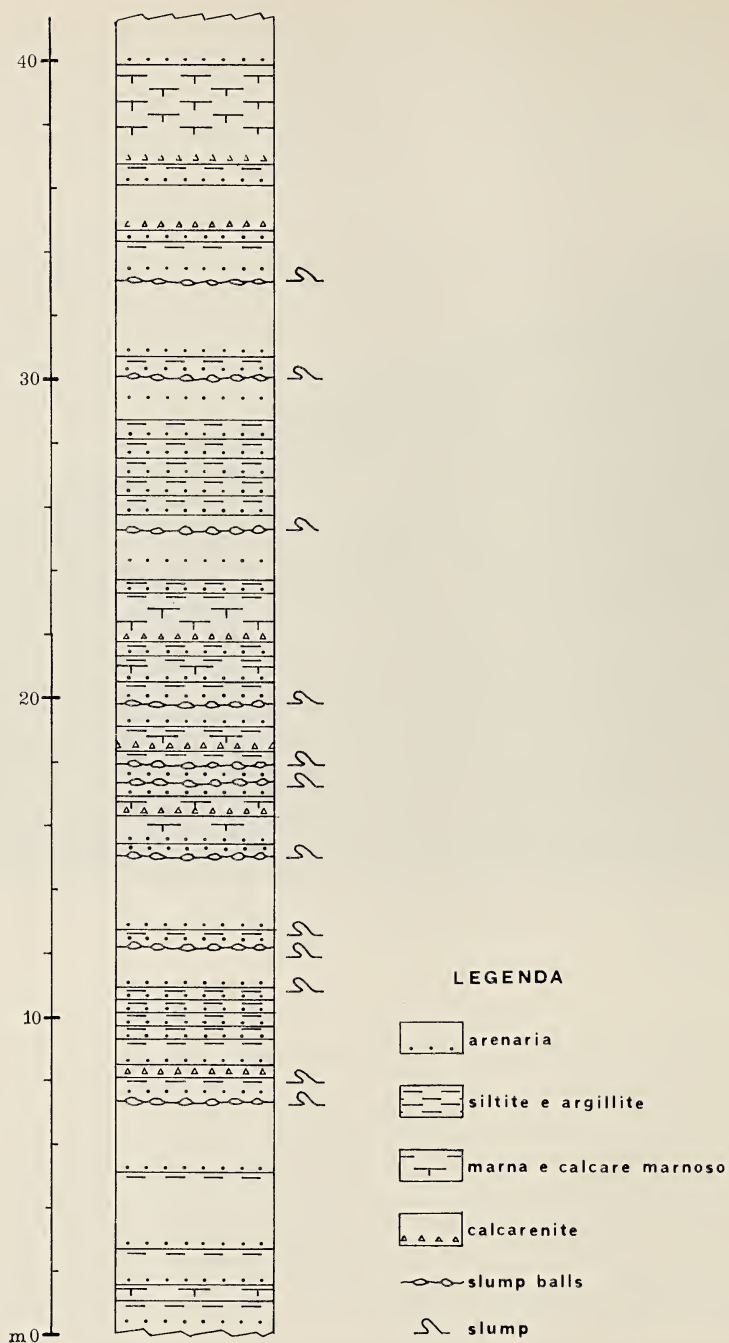 40
30
20
10
m 0
LEGENDA
arenaria
siltite e argillite
marna e calcare marnoso
calcarenite
slump balls
slump